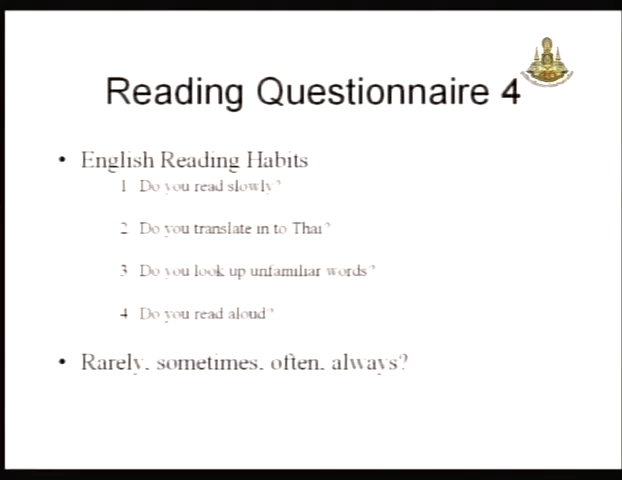 Reading Questionnaire 4
• English Reading Habits
1 Do you read slowly?
2 Do you translate in to Thai?
3 Do you look up unfamiliar words?
4 Do you read aloud?
• Rarely, sometimes, often, always?